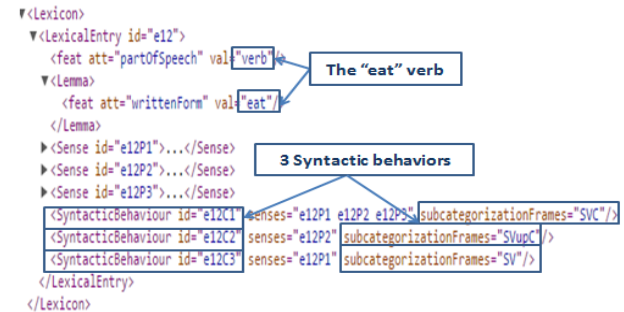 ▼<Lexicon>
▼<LexicalEntry id="e12">
<feat att="partOfSpeech" val="verb"/>
The “eat” verb
▼<Lemma>
<feat att="writtenForm" val="eat"/>
</Lemma>
▶<Sense id="e12P1">...</Sense>
3 Syntactic behaviors
▶<Sense id="e12P2">...</Sense>
▶<Sense id="e12P3">...</Sense>
<SyntacticBehaviour id="e12C1" senses="e12P1 e12P2 e12P3" subcategorizationFrames="SVC"/>
<SyntacticBehaviour id="e12C2" senses="e12P2" subcategorizationFrames="SVupC"/>
<SyntacticBehaviour id="e12C3" senses="e12P1" subcategorizationFrames="SV"/>
</LexicalEntry>
</Lexicon>